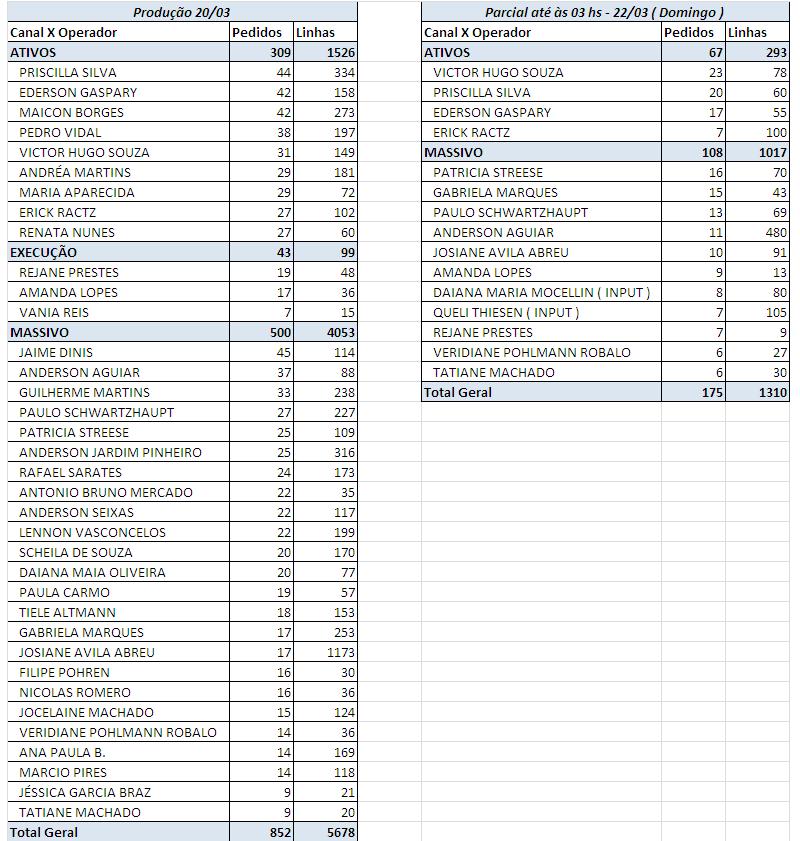 Produção 20/03
Canal X Operador Pedidos Linhas
ATIVOS 309 1526
PRISCILLA SILVA 44 334
EDERSON GASPARY 42 158
MAICON BORGES 42 273
PEDRO VIDAL 38 197
VICTOR HUGO SOUZA 31 149
ANDRÉA MARTINS 29 181
MARIA APARECIDA 29 72
ERICK RACTZ 27 102
RENATA NUNES 27 60
EXECUÇÃO 43 99
REJANE PRESTES 19 48
AMANDA LOPES 17 36
VANIA REIS 7 15
MASSIVO 500 4053
JAIME DINIS 45 114
ANDERSON AGUIAR 37 88
GUILHERME MARTINS 33 238
PAULO SCHWARTZHAUPT 27 227
PATRICIA STREESE 25 109
ANDERSON JARDIM PINHEIRO 25 316
RAFAEL SARATES 24 173
ANTONIO BRUNO MERCADO 22 35
ANDERSON SEIXAS 22 117
LENNON VASCONCELOS 22 199
SCHEILA DE SOUZA 20 170
DAIANA MAIA OLIVEIRA 20 77
PAULA CARMO 19 57
TIELE ALTMANN 18 153
GABRIELA MARQUES 17 253
JOSIANE AVILA ABREU 17 1173
FILIPE POHREN 16 30
NICOLAS ROMERO 16 36
JOCELAINE MACHADO 15 124
VERIDIANE POHLMANN ROBALO 14 36
ANA PAULA B. 14 169
MARCIO PIRES 14 118
JÉSSICA GARCIA BRAZ 9 21
TATIANE MACHADO 9 20
Total Geral 852 5678
Parcial até às 03 hs - 22/03 ( Domingo )
Canal X Operador Pedidos Linhas
ATIVOS 67 293
VICTOR HUGO SOUZA 23 78
PRISCILLA SILVA 20 60
EDERSON GASPARY 17 55
ERICK RACTZ 7 100
MASSIVO 108 1017
PATRICIA STREESE 16 70
GABRIELA MARQUES 15 43
PAULO SCHWARTZHAUPT 13 69
ANDERSON AGUIAR 11 480
JOSIANE AVILA ABREU 10 91
AMANDA LOPES 9 13
DAIANA MARIA MOCELLIN ( INPUT ) 8 80
QUELI THIESEN ( INPUT ) 7 105
REJANE PRESTES 7 9
VERIDIANE POHLMANN ROBALO 6 27
TATIANE MACHADO 6 30
Total Geral 175 1310